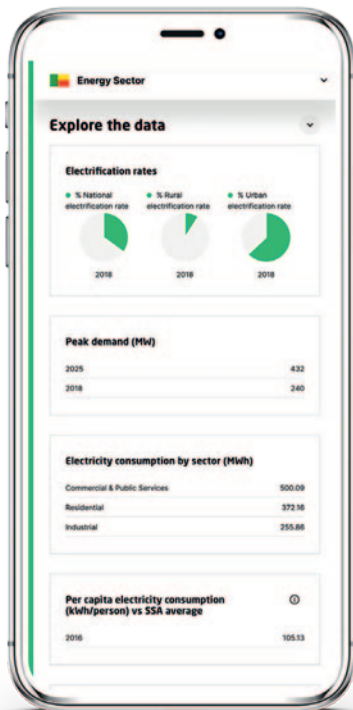 Energy Sector
Explore the data
Electrification rates
% National
electrification rate
% Rural
electrification rate
% Urban
electrification rate
2018
2018
2018
Peak demand (MW)
2025 432
2018 240
Electricity consumption by sector (MWh)
Commercial & Public Services 500.09
Residential 372.16
Industrial 255.86
Per capita electricity consumption
(kWh/person) vs SSA average
2016 105.13